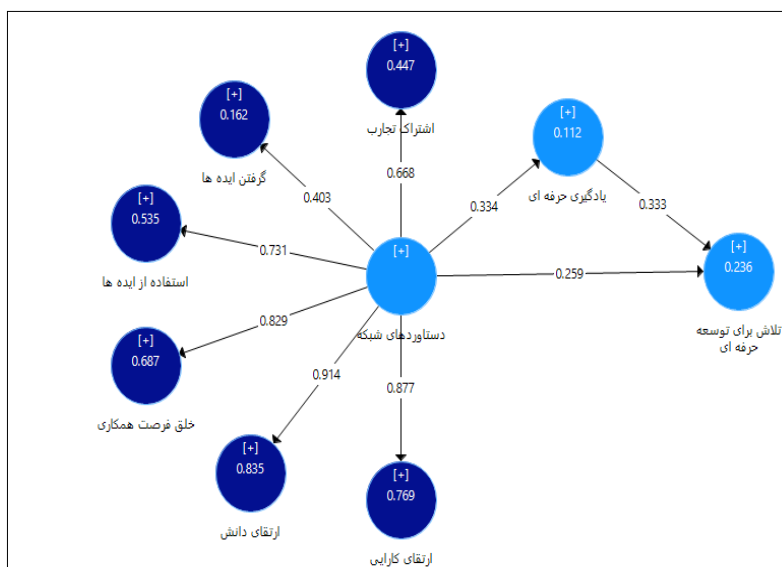 [+]
0.447
اشتراک تجارب
[+]
0.162
گرفتن ایده ها
[+]
0.112
یادگیری حرفه ای
0.668
0.403
0.334
0.333
[+]
0.535
استفاده از ایده ها
0.731
[+]
دستاوردهای شبکه
0.259
[+]
0.236
تلاش برای توسعه
حرفه ای
0.829
[+]
0.687
خلق فرصت همکاری
0.914
0.877
[+]
0.835
ارتقای دانش
[+]
0.769
ارتقای کارایی